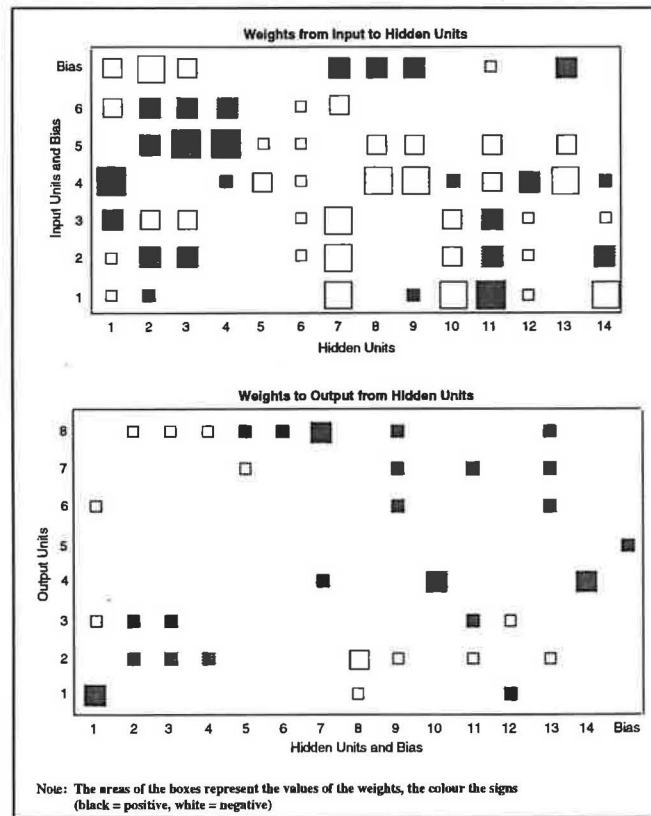 Weights from Input to Hidden Units
Input Units and Bias
Bias
6
5
4
3
2
1
1 2 3 4 5 6 7 8 9 10 11 12 13 14
Hidden Units
Weights to Output from Hidden Units
Output Units
8
7
6
5
4
3
2
1
1 2 3 4 5 6 7 8 9 10 11 12 13 14 Bias
Hidden Units and Bias
Note: The areas of the boxes represent the values of the weights, the colour the signs
(black = positive, white = negative)